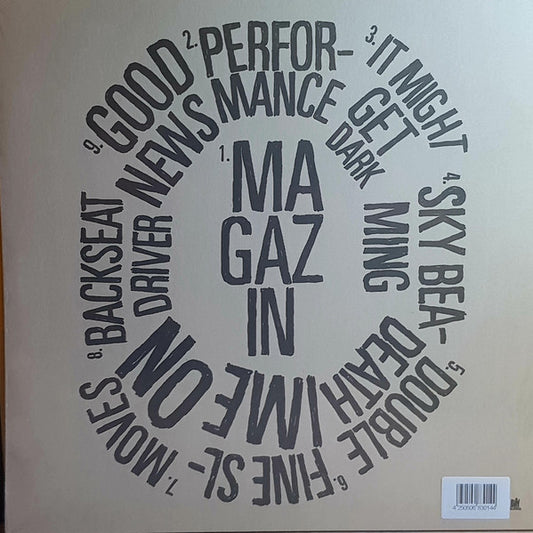 1. MA
GAZ
IN
2. PERFOR-
MANCE
3. IT MIGHT
GET
DARK
4. SKY BEA-
MING
5. DOUBLE
DEATH
6. FINE SL-
IME
7. MOVES
ON
8. BACKSEAT
DRIVER
9. GOOD
NEWS